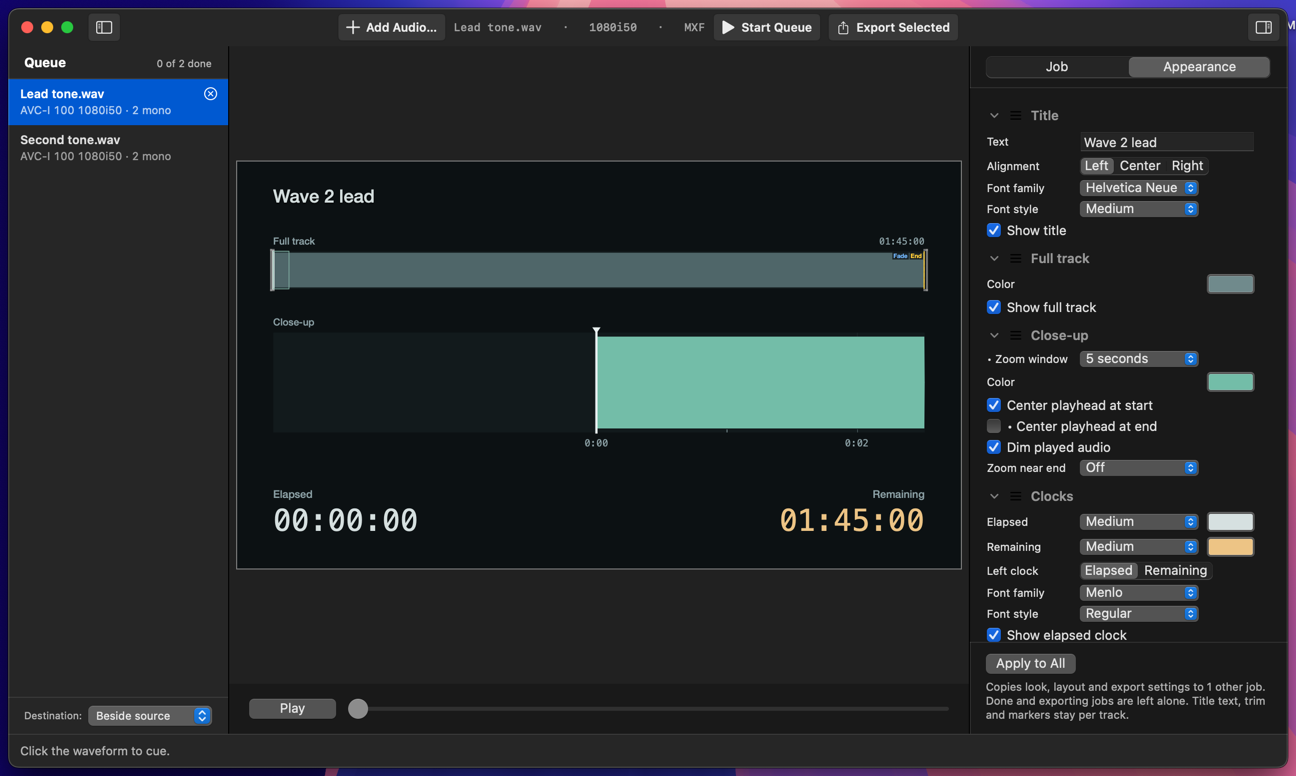 Add Audio...
Lead tone.wav · 1080i50 · MXF
Start Queue
Export Selected
Queue
0 of 2 done
Lead tone.wav
AVC-I 100 1080i50 · 2 mono
Second tone.wav
AVC-I 100 1080i50 · 2 mono
Destination: Beside source
Click the waveform to cue.
Wave 2 lead
Full track
01:45:00
Fade End
Close-up
0:00
0:02
Elapsed
Remaining
00:00:00
01:45:00
Play
Job
Appearance
Title
Text Wave 2 lead
Alignment Left Center Right
Font family Helvetica Neue
Font style Medium
Show title
Full track
Color
Show full track
Close-up
• Zoom window 5 seconds
Color
Center playhead at start
• Center playhead at end
Dim played audio
Zoom near end Off
Clocks
Elapsed Medium
Remaining Medium
Left clock Elapsed Remaining
Font family Menlo
Font style Regular
Show elapsed clock
Apply to All
Copies look, layout and export settings to 1 other job.
Done and exporting jobs are left alone. Title text, trim
and markers stay per track.